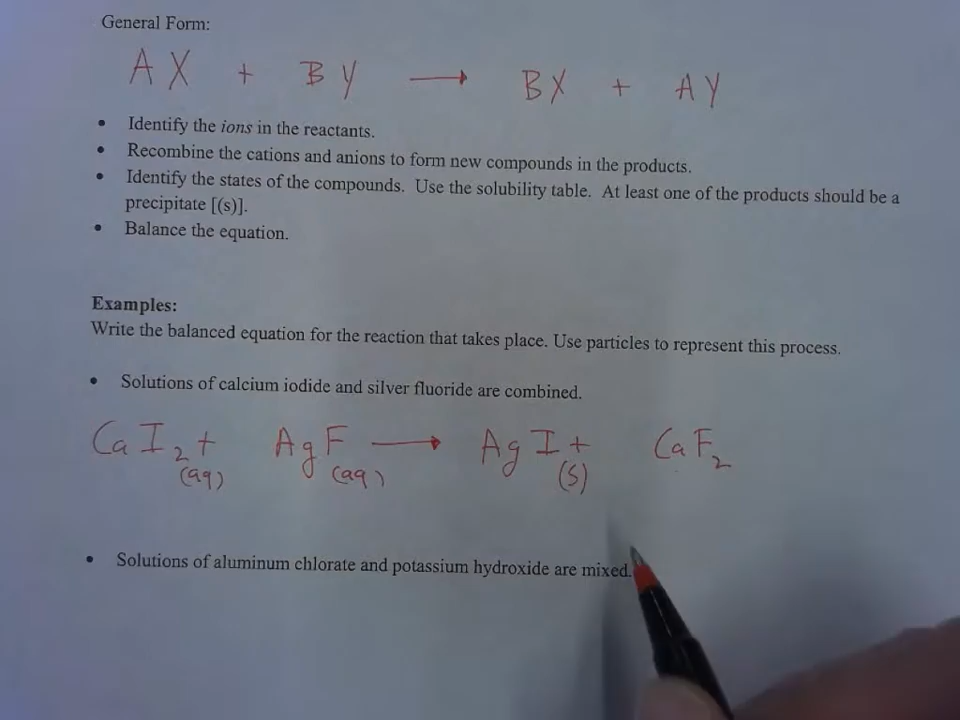 General Form:
A X + B Y → BX + AY
• Identify the ions in the reactants.
• Recombine the cations and anions to form new compounds in the products.
• Identify the states of the compounds. Use the solubility table. At least one of the products should be a
precipitate [(s)].
• Balance the equation.
Examples:
Write the balanced equation for the reaction that takes place. Use particles to represent this process.
• Solutions of calcium iodide and silver fluoride are combined.
CaI₂ + AgF → AgI + CaF₂
(aq) (aq) (s)
• Solutions of aluminum chlorate and potassium hydroxide are mixed.